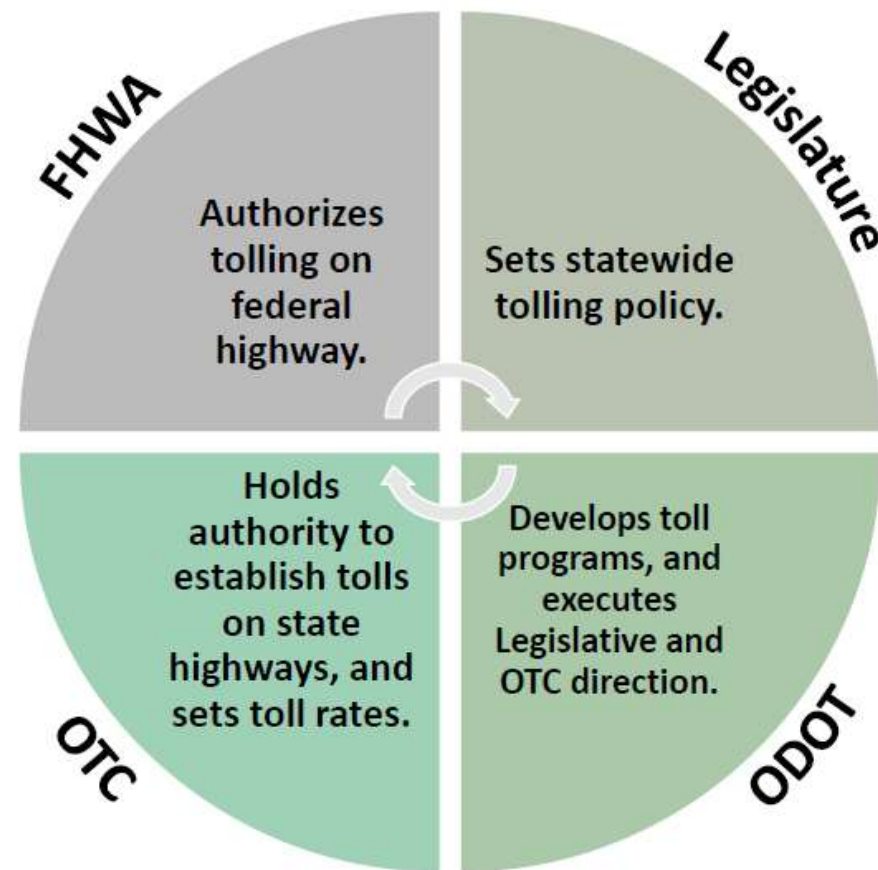 FHWA
Authorizes
tolling on
federal
highway.
Legislature
Sets statewide
tolling policy.
OTC
Holds
authority to
establish tolls
on state
highways, and
sets toll rates.
ODOT
Develops toll
programs, and
executes
Legislative and
OTC direction.